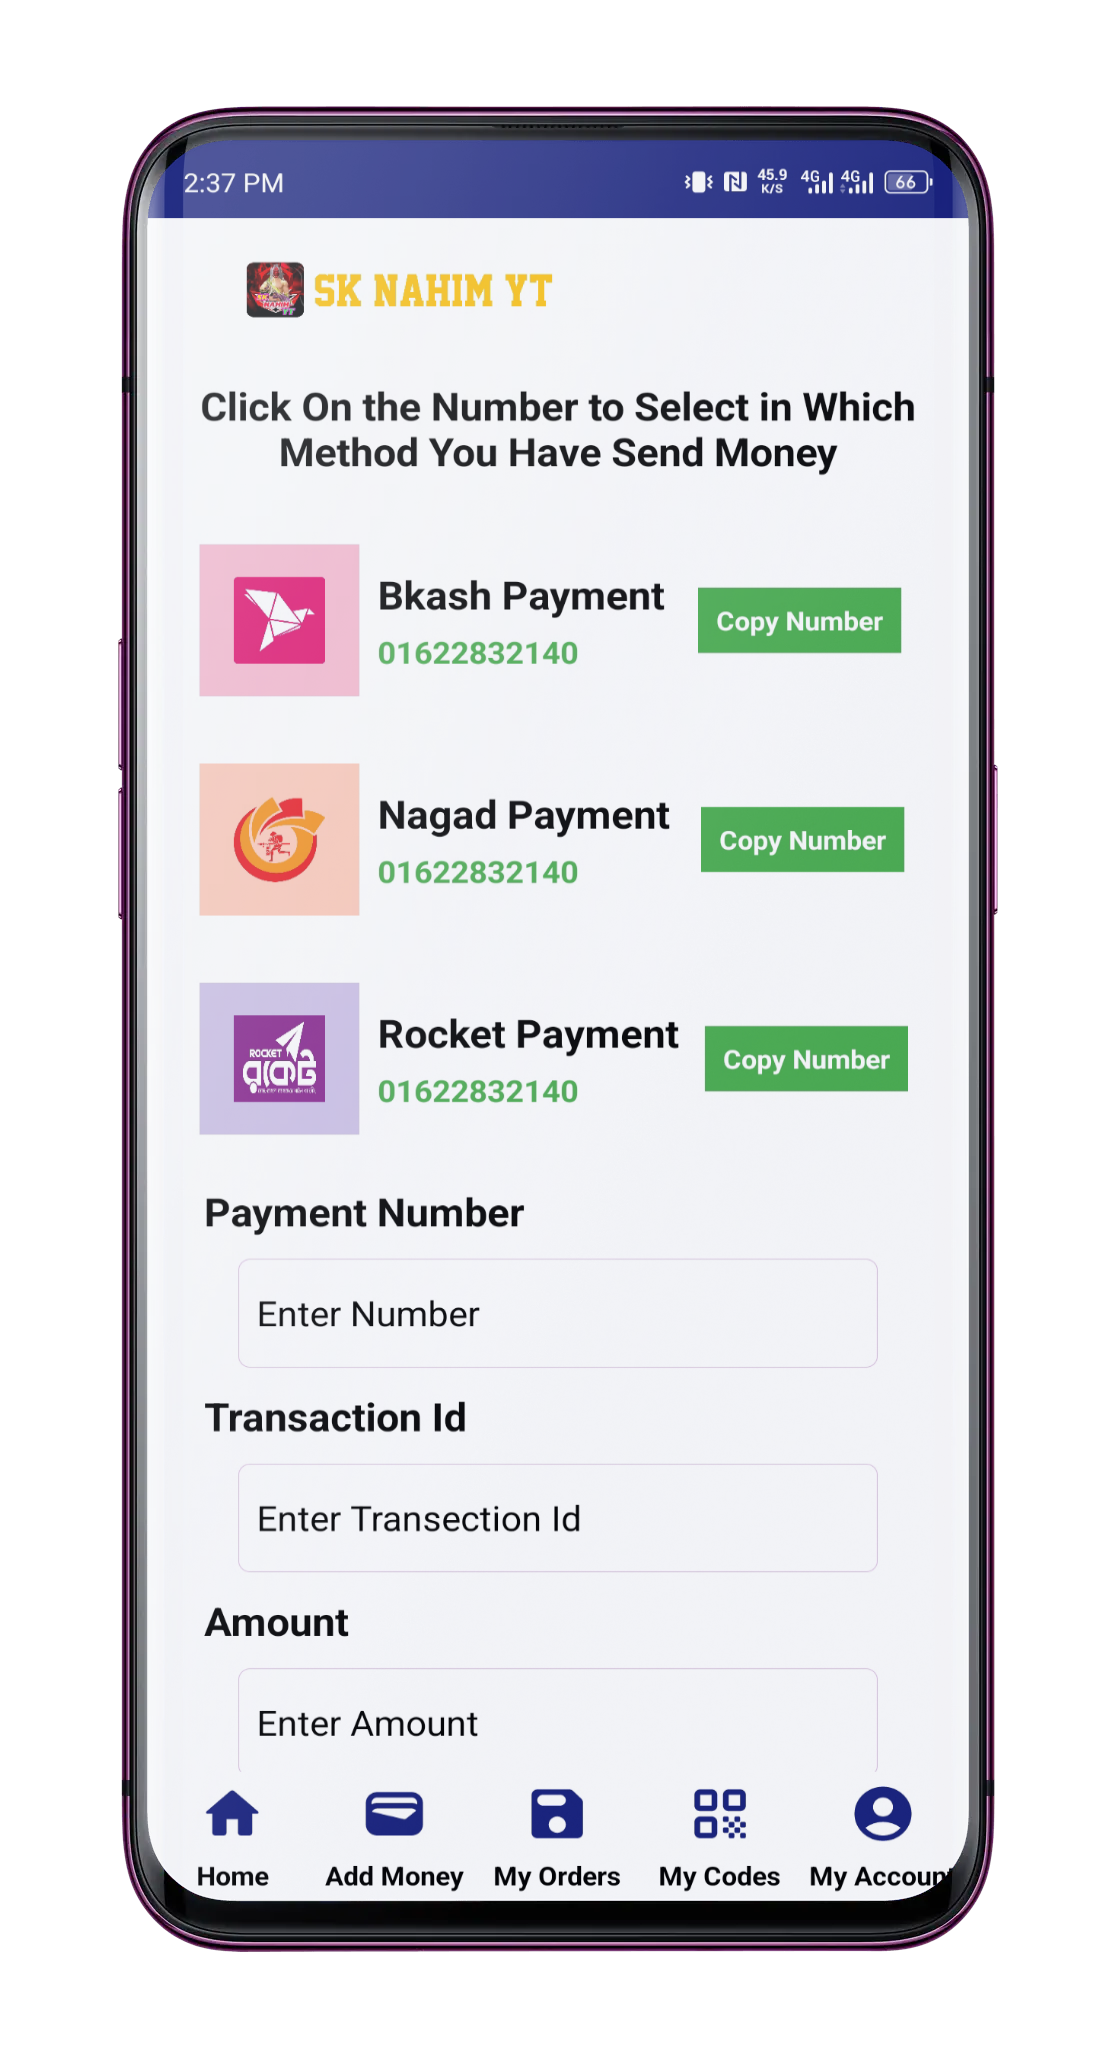 2:37 PM
45.9
K/S
4G
4G
66
SK
NAHIM
YT
SK NAHIM YT
Click On the Number to Select in Which
Method You Have Send Money
Bkash Payment
01622832140
Copy Number
Nagad Payment
01622832140
Copy Number
ROCKET
রকেট
Rocket Payment
01622832140
Copy Number
Payment Number
Enter Number
Transaction Id
Enter Transection Id
Amount
Enter Amount
Home
Add Money
My Orders
My Codes
My Accoun